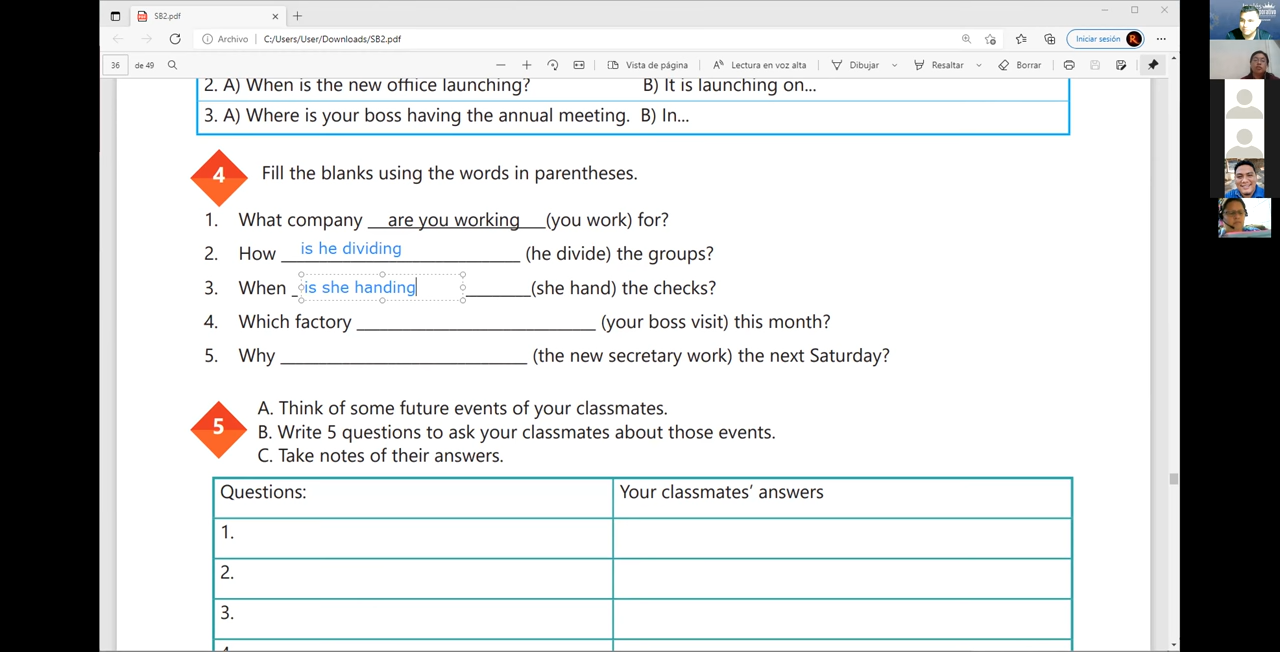 SB2.pdf
Archivo C:/Users/User/Downloads/SB2.pdf
Iniciar sesión R
36 de 49 Vista de página Lectura en voz alta Dibujar Resaltar Borrar
2. A) When is the new office launching? B) It is launching on...
3. A) Where is your boss having the annual meeting. B) In...
4 Fill the blanks using the words in parentheses.
1. What company __are you working__(you work) for?
2. How is he dividing (he divide) the groups?
3. When _is she handing ______(she hand) the checks?
4. Which factory ________________________ (your boss visit) this month?
5. Why ________________________ (the new secretary work) the next Saturday?
5 A. Think of some future events of your classmates.
B. Write 5 questions to ask your classmates about those events.
C. Take notes of their answers.
Questions: Your classmates' answers
1.
2.
3.